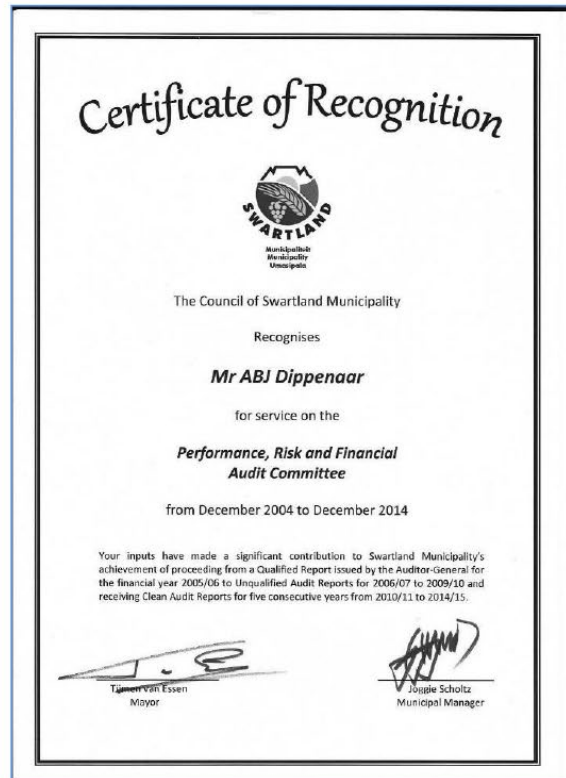 Certificate of Recognition
SWARTLAND
Munisipaliteit
Municipality
Umasipala
The Council of Swartland Municipality
Recognises
Mr ABJ Dippenaar
for service on the
Performance, Risk and Financial
Audit Committee
from December 2004 to December 2014
Your inputs have made a significant contribution to Swartland Municipality's
achievement of proceeding from a Qualified Report issued by the Auditor-General for
the financial year 2005/06 to Unqualified Audit Reports for 2006/07 to 2009/10 and
receiving Clean Audit Reports for five consecutive years from 2010/11 to 2014/15.
Tijmen van Essen
Mayor
Joggie Scholtz
Municipal Manager